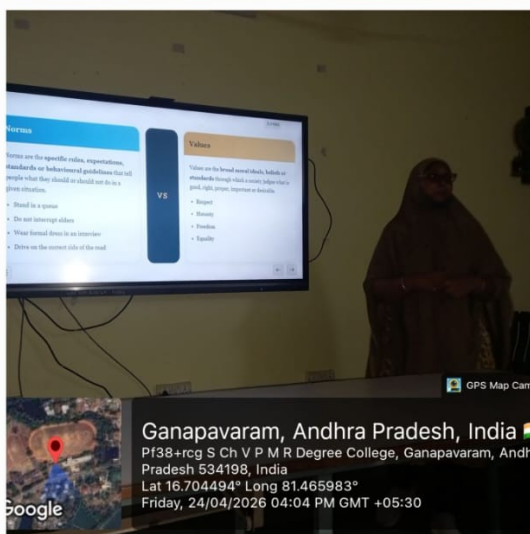 Norms
Norms are the specific rules, expectations,
standards or behavioural guidelines that tell
people what they should or should not do in a
given situation.
• Stand in a queue
• Do not interrupt elders
• Wear formal dress in an interview
• Drive on the correct side of the road
VS
Values
Values are the broad moral ideals, beliefs or
standards through which a society judges what is
good, right, proper, important or desirable.
• Respect
• Honesty
• Freedom
• Equality
GPS Map Cam
Google
Ganapavaram, Andhra Pradesh, India
Pf38+rcg S Ch V P M R Degree College, Ganapavaram, Andh
Pradesh 534198, India
Lat 16.704494° Long 81.465983°
Friday, 24/04/2026 04:04 PM GMT +05:30